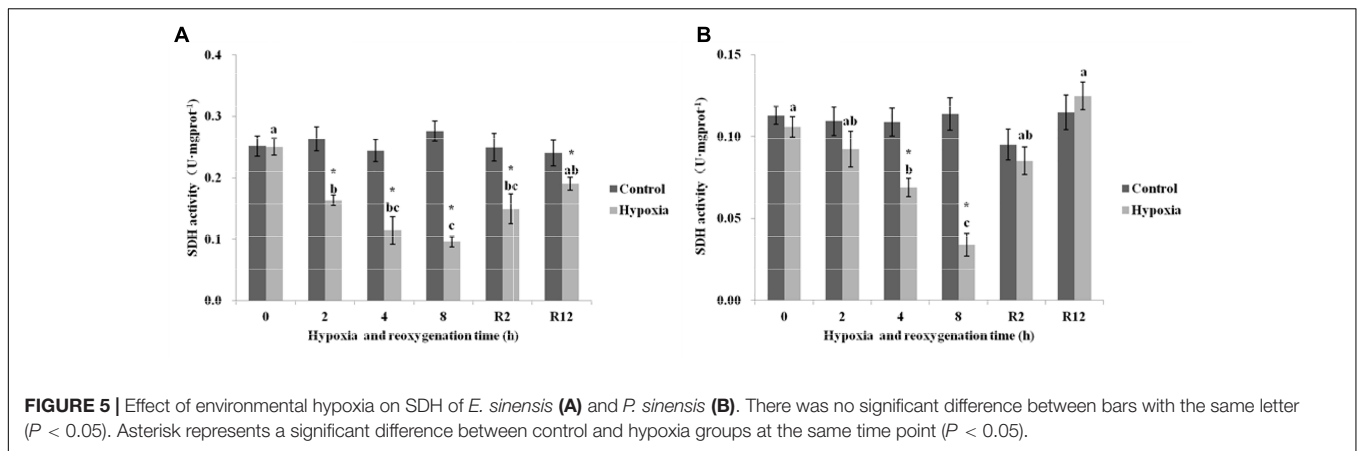 A
0.4
0.3
0.2
0.1
0.0
SDH activity (U·mgprot⁻¹)
a
*
b
*
bc
*
c
*
bc
*
ab
0
2
4
8
R2
R12
Hypoxia and reoxygenation time (h)
Control
Hypoxia
B
0.15
0.10
0.05
0.00
SDH activity (U·mgprot⁻¹)
a
ab
*
b
*
c
ab
a
0
2
4
8
R2
R12
Hypoxia and reoxygenation time (h)
Control
Hypoxia
FIGURE 5 | Effect of environmental hypoxia on SDH of E. sinensis (A) and P. sinensis (B). There was no significant difference between bars with the same letter
(P < 0.05). Asterisk represents a significant difference between control and hypoxia groups at the same time point (P < 0.05).